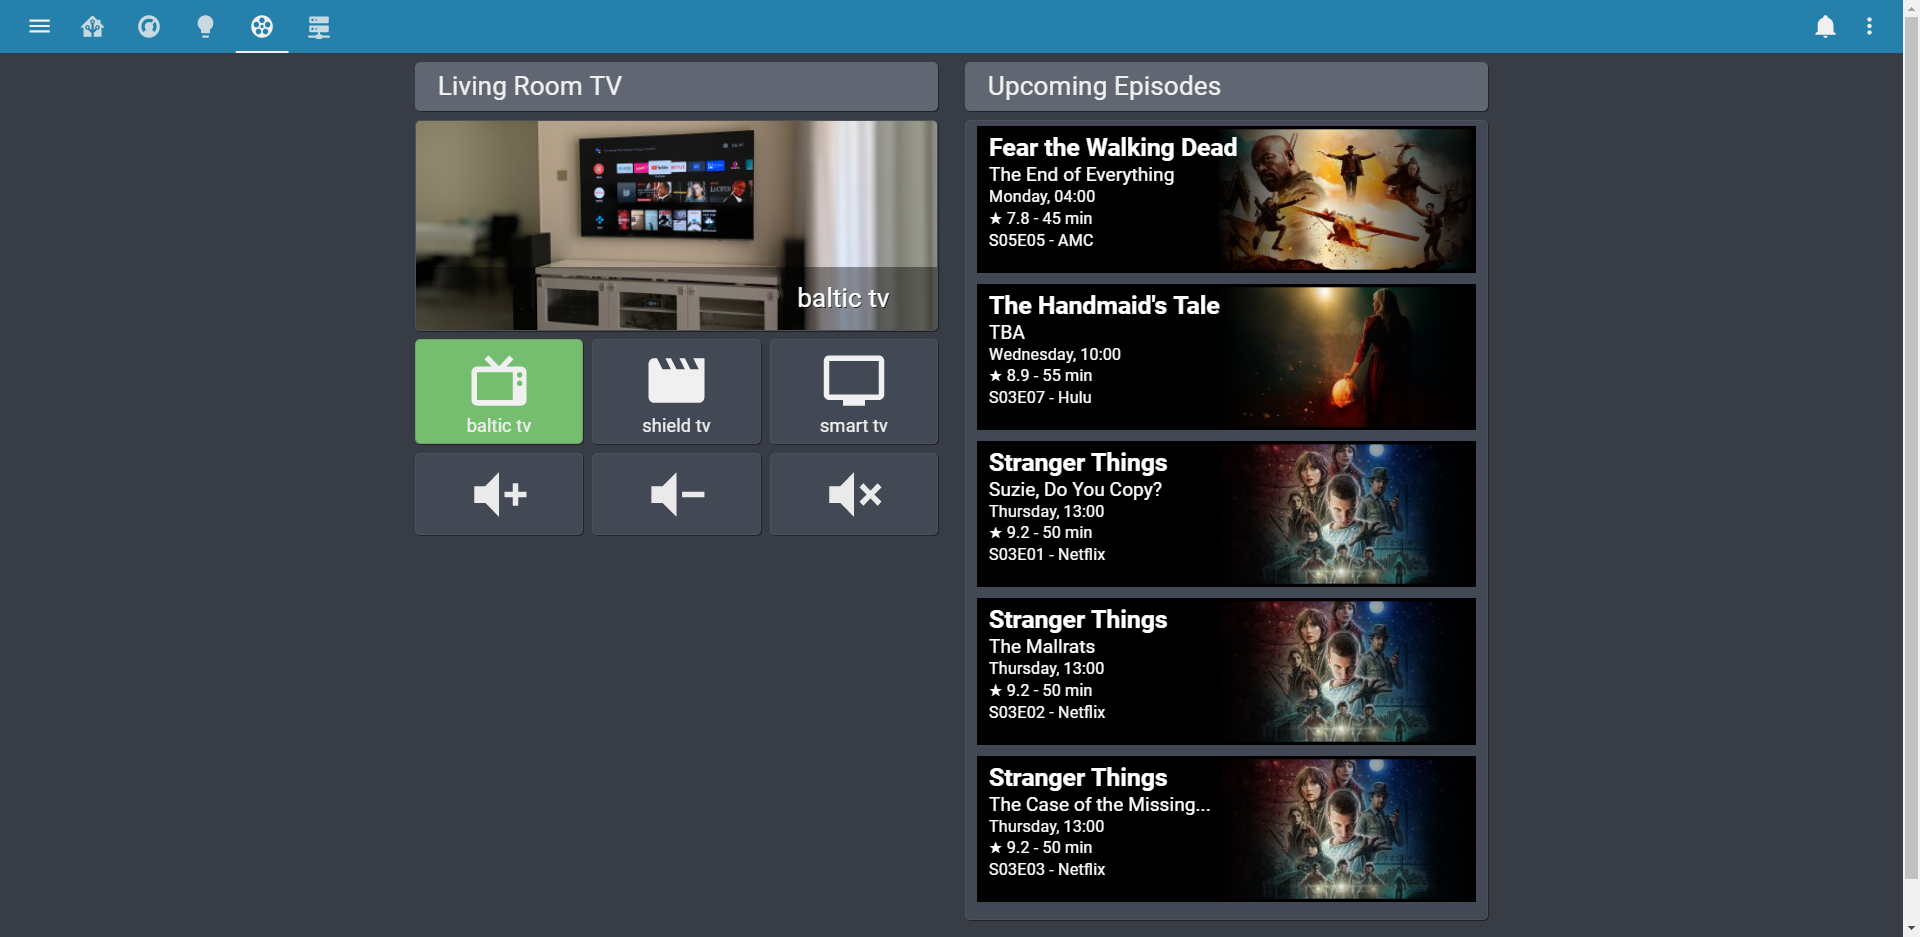 Living Room TV
baltic tv
baltic tv
shield tv
smart tv
Upcoming Episodes
Fear the Walking Dead
The End of Everything
Monday, 04:00
★ 7.8 - 45 min
S05E05 - AMC
The Handmaid's Tale
TBA
Wednesday, 10:00
★ 8.9 - 55 min
S03E07 - Hulu
Stranger Things
Suzie, Do You Copy?
Thursday, 13:00
★ 9.2 - 50 min
S03E01 - Netflix
Stranger Things
The Mallrats
Thursday, 13:00
★ 9.2 - 50 min
S03E02 - Netflix
Stranger Things
The Case of the Missing...
Thursday, 13:00
★ 9.2 - 50 min
S03E03 - Netflix